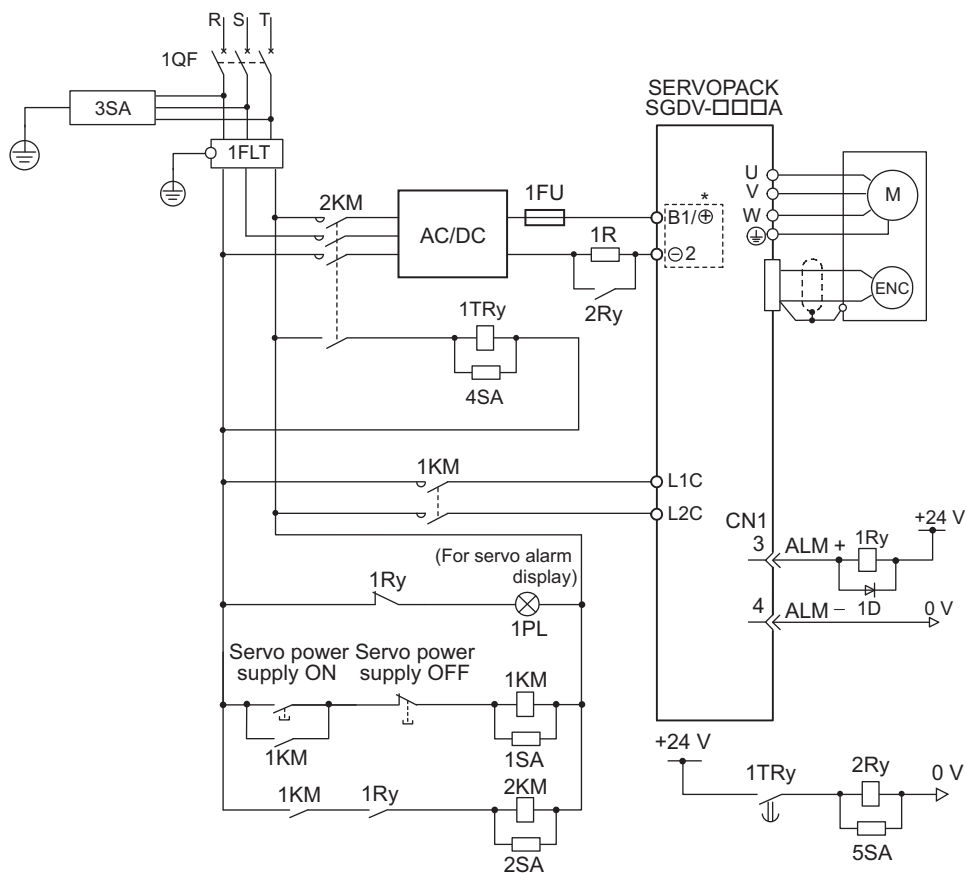 R S T
1QF
3SA
1FLT
SERVOPACK
SGDV-□□□A
2KM
AC/DC
1FU
*
B1/⊕
1R
⊖2
2Ry
U
V
W
M
ENC
1TRy
4SA
1KM
L1C
L2C
CN1
3
ALM +
1Ry
+24 V
1D
4
ALM −
0 V
(For servo alarm
display)
1Ry
1PL
Servo power
supply ON
Servo power
supply OFF
1KM
1KM
1SA
1KM
1Ry
2KM
2SA
+24 V
1TRy
2Ry
0 V
5SA